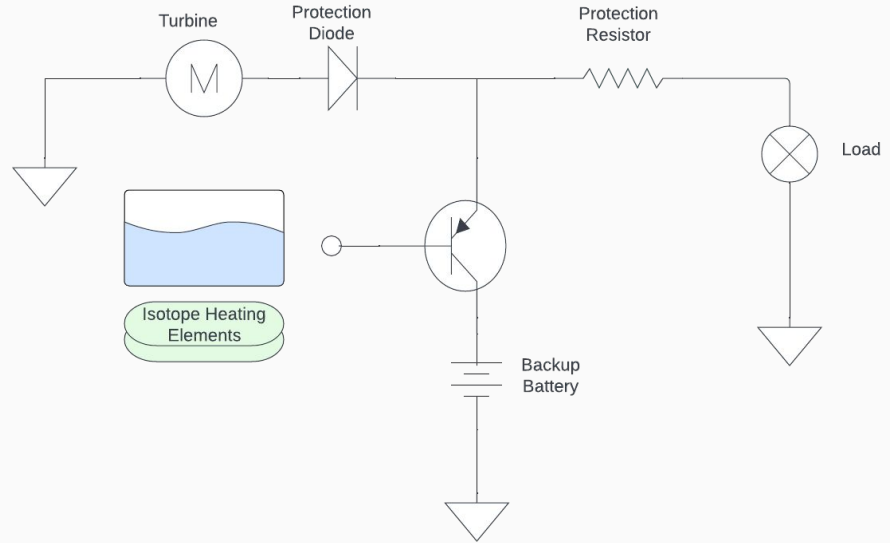 Turbine
Protection
Diode
Protection
Resistor
M
Load
Isotope Heating
Elements
Backup
Battery